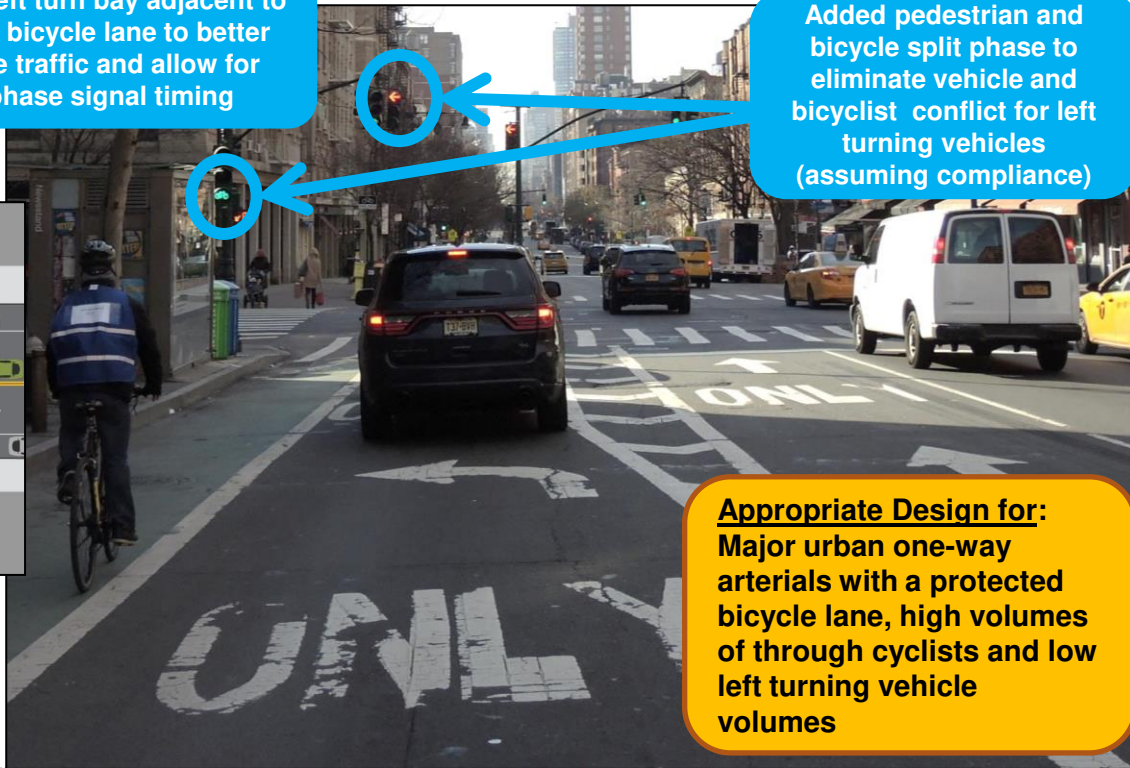 eft turn bay adjacent to
bicycle lane to better
e traffic and allow for
phase signal timing
Added pedestrian and
bicycle split phase to
eliminate vehicle and
bicyclist conflict for left
turning vehicles
(assuming compliance)
Newsstand
ONLY
ONLY
Appropriate Design for:
Major urban one-way
arterials with a protected
bicycle lane, high volumes
of through cyclists and low
left turning vehicle
volumes